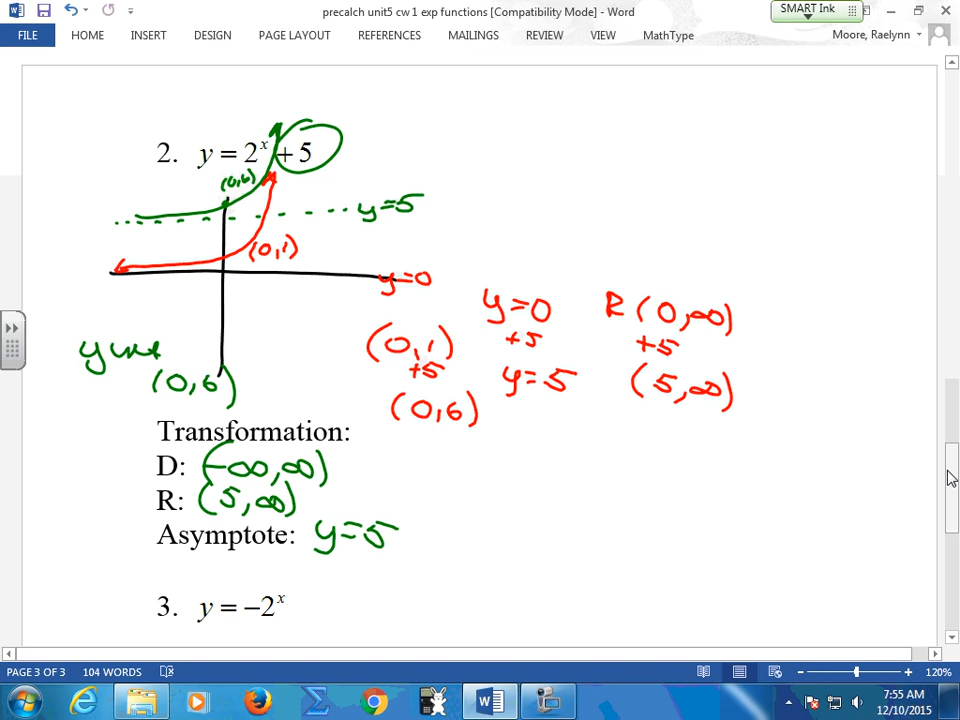 precalch unit5 cw 1 exp functions [Compatibility Mode] - Word
SMART Ink
FILE HOME INSERT DESIGN PAGE LAYOUT REFERENCES MAILINGS REVIEW VIEW MathType Moore, Raelynn
2. y = 2^x + 5
(0,6)
y=5
(0,1)
y=0
y=0 R (0,∞)
(0,1) +5 +5
+5 y=5 (5,∞)
y int
(0,6)
(0,6)
Transformation:
D: (-∞,∞)
R: (5,∞)
Asymptote: y=5
3. y = −2^x
PAGE 3 OF 3 104 WORDS 120%
7:55 AM
12/10/2015